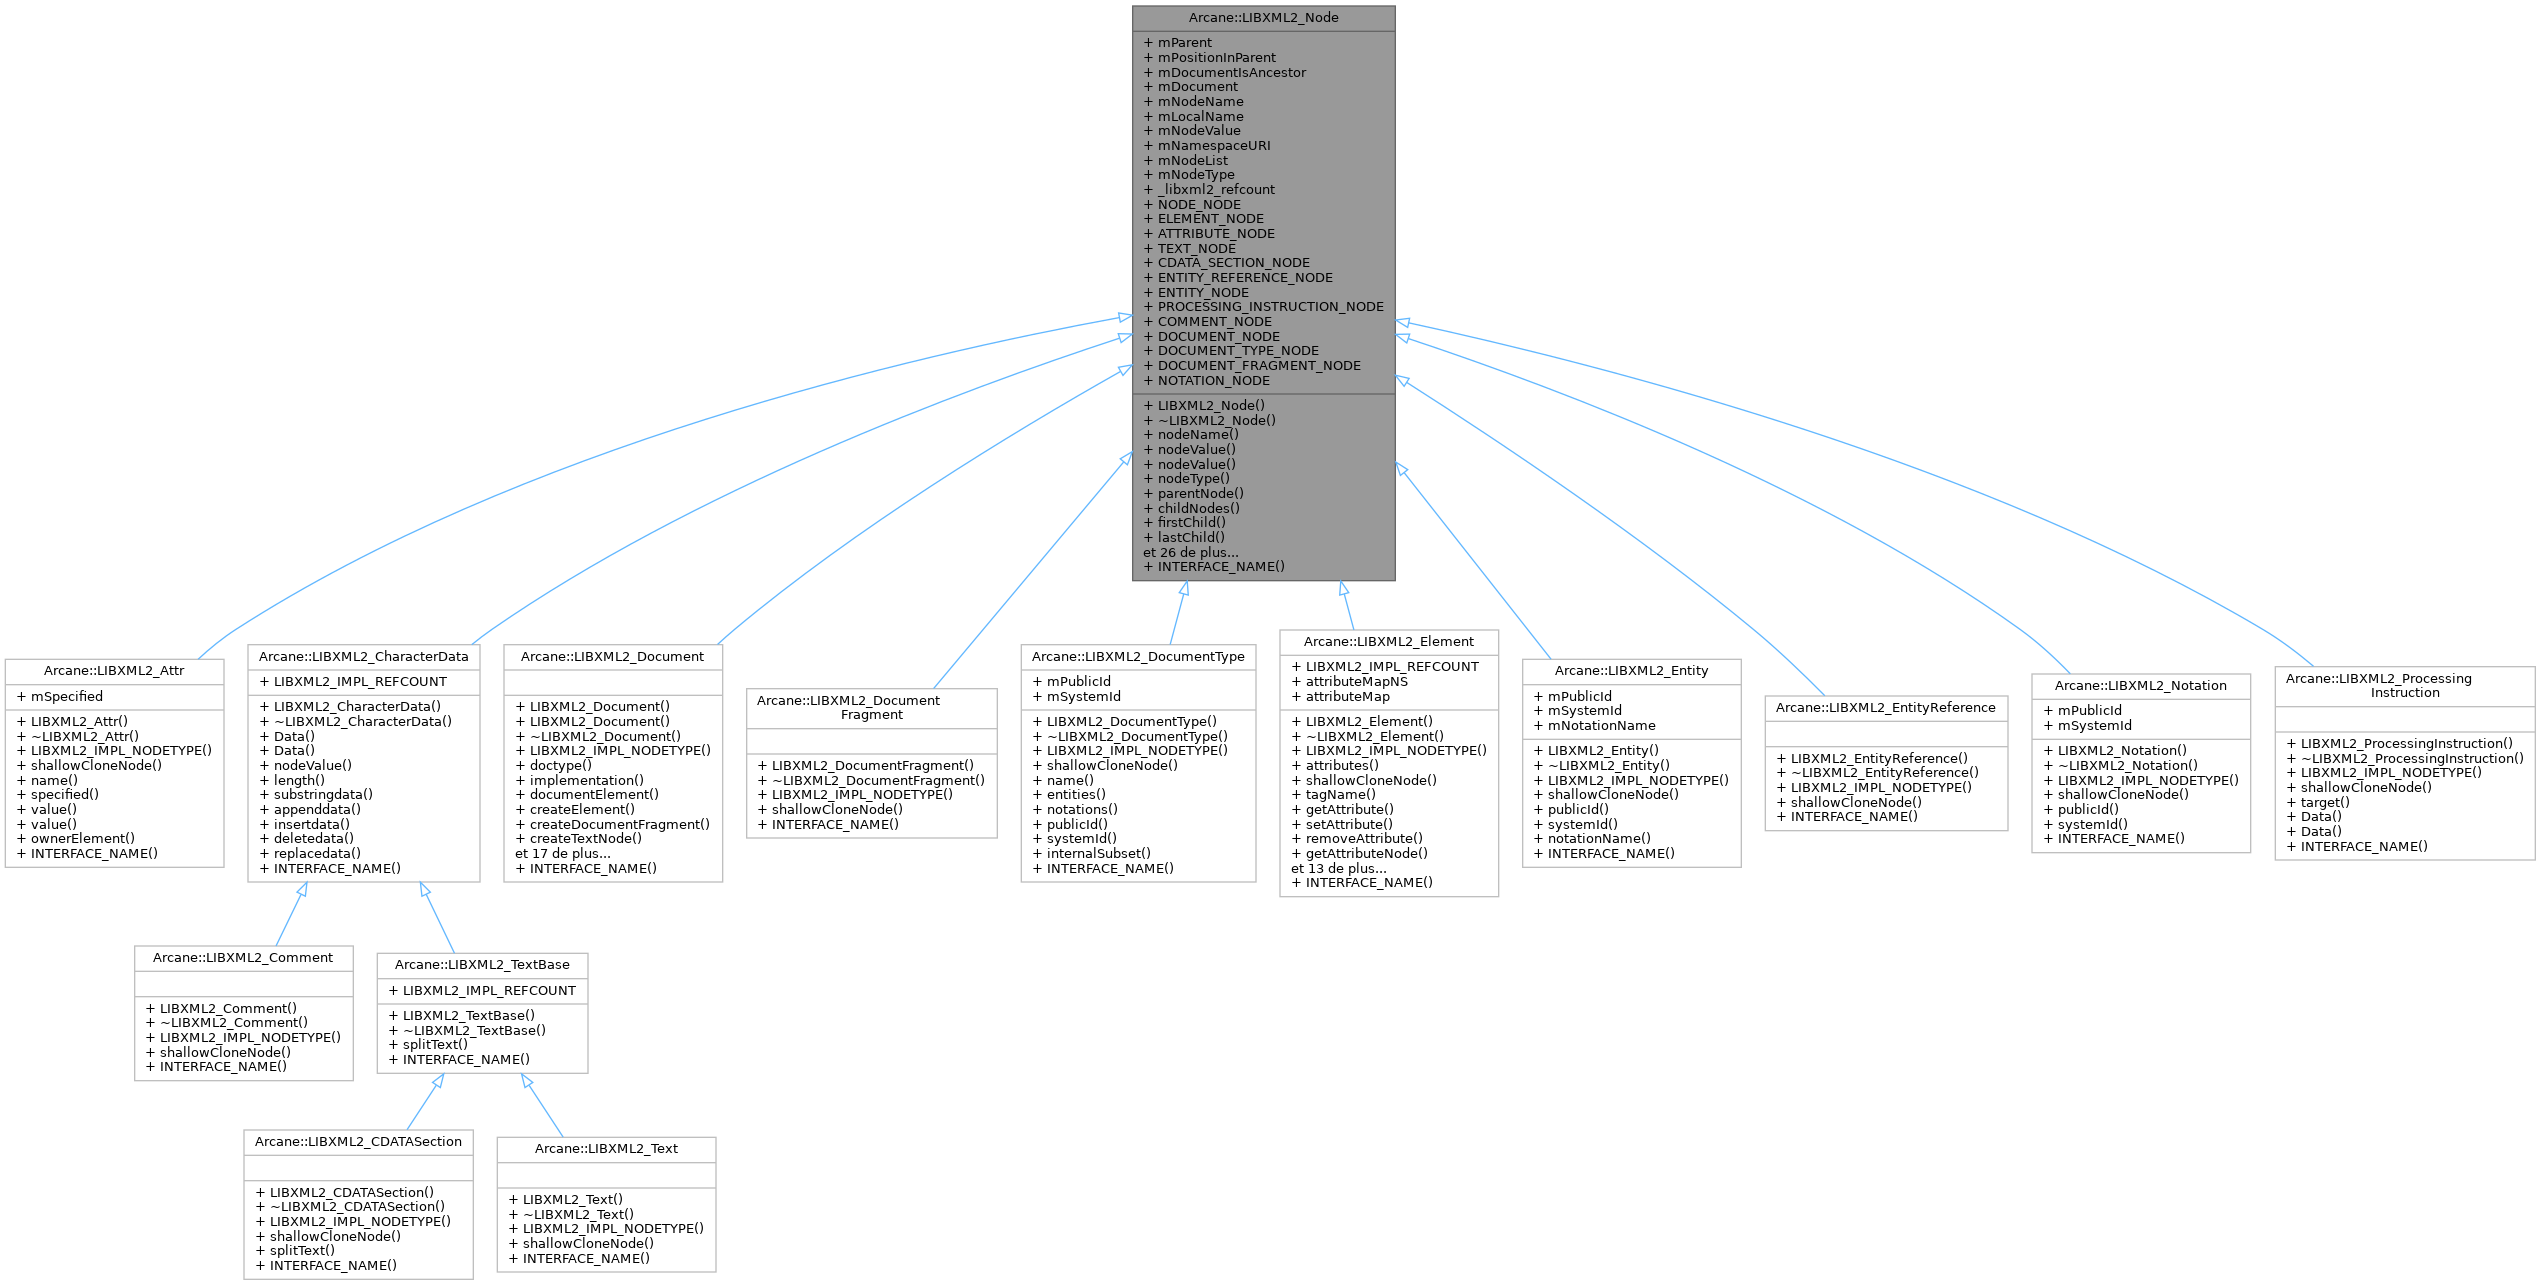 Arcane::LIBXML2_Node
+ mParent
+ mPositionInParent
+ mDocumentIsAncestor
+ mDocument
+ mNodeName
+ mLocalName
+ mNodeValue
+ mNamespaceURI
+ mNodeList
+ mNodeType
+ _libxml2_refcount
+ NODE_NODE
+ ELEMENT_NODE
+ ATTRIBUTE_NODE
+ TEXT_NODE
+ CDATA_SECTION_NODE
+ ENTITY_REFERENCE_NODE
+ ENTITY_NODE
+ PROCESSING_INSTRUCTION_NODE
+ COMMENT_NODE
+ DOCUMENT_NODE
+ DOCUMENT_TYPE_NODE
+ DOCUMENT_FRAGMENT_NODE
+ NOTATION_NODE
+ LIBXML2_Node()
+ ~LIBXML2_Node()
+ nodeName()
+ nodeValue()
+ nodeValue()
+ nodeType()
+ parentNode()
+ childNodes()
+ firstChild()
+ lastChild()
et 26 de plus...
+ INTERFACE_NAME()
Arcane::LIBXML2_Attr
+ mSpecified
+ LIBXML2_Attr()
+ ~LIBXML2_Attr()
+ LIBXML2_IMPL_NODETYPE()
+ shallowCloneNode()
+ name()
+ specified()
+ value()
+ value()
+ ownerElement()
+ INTERFACE_NAME()
Arcane::LIBXML2_CharacterData
+ LIBXML2_IMPL_REFCOUNT
+ LIBXML2_CharacterData()
+ ~LIBXML2_CharacterData()
+ Data()
+ Data()
+ nodeValue()
+ length()
+ substringdata()
+ appenddata()
+ insertdata()
+ deletedata()
+ replacedata()
+ INTERFACE_NAME()
Arcane::LIBXML2_Document
+ LIBXML2_Document()
+ LIBXML2_Document()
+ ~LIBXML2_Document()
+ LIBXML2_IMPL_NODETYPE()
+ doctype()
+ implementation()
+ documentElement()
+ createElement()
+ createDocumentFragment()
+ createTextNode()
et 17 de plus...
+ INTERFACE_NAME()
Arcane::LIBXML2_Document
Fragment
+ LIBXML2_DocumentFragment()
+ ~LIBXML2_DocumentFragment()
+ LIBXML2_IMPL_NODETYPE()
+ shallowCloneNode()
+ INTERFACE_NAME()
Arcane::LIBXML2_DocumentType
+ mPublicId
+ mSystemId
+ LIBXML2_DocumentType()
+ ~LIBXML2_DocumentType()
+ LIBXML2_IMPL_NODETYPE()
+ shallowCloneNode()
+ name()
+ entities()
+ notations()
+ publicId()
+ systemId()
+ internalSubset()
+ INTERFACE_NAME()
Arcane::LIBXML2_Element
+ LIBXML2_IMPL_REFCOUNT
+ attributeMapNS
+ attributeMap
+ LIBXML2_Element()
+ ~LIBXML2_Element()
+ LIBXML2_IMPL_NODETYPE()
+ attributes()
+ shallowCloneNode()
+ tagName()
+ getAttribute()
+ setAttribute()
+ removeAttribute()
+ getAttributeNode()
et 13 de plus...
+ INTERFACE_NAME()
Arcane::LIBXML2_Entity
+ mPublicId
+ mSystemId
+ mNotationName
+ LIBXML2_Entity()
+ ~LIBXML2_Entity()
+ LIBXML2_IMPL_NODETYPE()
+ shallowCloneNode()
+ publicId()
+ systemId()
+ notationName()
+ INTERFACE_NAME()
Arcane::LIBXML2_EntityReference
+ LIBXML2_EntityReference()
+ ~LIBXML2_EntityReference()
+ LIBXML2_IMPL_NODETYPE()
+ shallowCloneNode()
+ INTERFACE_NAME()
Arcane::LIBXML2_Notation
+ mPublicId
+ mSystemId
+ LIBXML2_Notation()
+ ~LIBXML2_Notation()
+ LIBXML2_IMPL_NODETYPE()
+ shallowCloneNode()
+ publicId()
+ systemId()
+ INTERFACE_NAME()
Arcane::LIBXML2_Processing
Instruction
+ LIBXML2_ProcessingInstruction()
+ ~LIBXML2_ProcessingInstruction()
+ LIBXML2_IMPL_NODETYPE()
+ shallowCloneNode()
+ target()
+ Data()
+ Data()
+ INTERFACE_NAME()
Arcane::LIBXML2_Comment
+ LIBXML2_Comment()
+ ~LIBXML2_Comment()
+ LIBXML2_IMPL_NODETYPE()
+ shallowCloneNode()
+ INTERFACE_NAME()
Arcane::LIBXML2_TextBase
+ LIBXML2_IMPL_REFCOUNT
+ LIBXML2_TextBase()
+ ~LIBXML2_TextBase()
+ splitText()
+ INTERFACE_NAME()
Arcane::LIBXML2_CDATASection
+ LIBXML2_CDATASection()
+ ~LIBXML2_CDATASection()
+ LIBXML2_IMPL_NODETYPE()
+ shallowCloneNode()
+ splitText()
+ INTERFACE_NAME()
Arcane::LIBXML2_Text
+ LIBXML2_Text()
+ ~LIBXML2_Text()
+ LIBXML2_IMPL_NODETYPE()
+ shallowCloneNode()
+ INTERFACE_NAME()